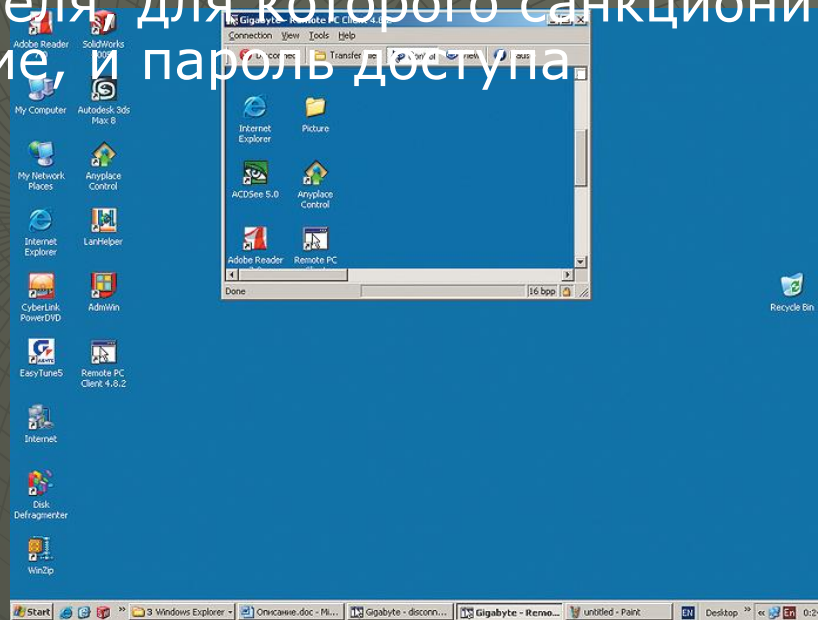 еля, для которого санкциони
ие, и пароль доступа
Gigabyte - Remote PC Client 4.8.2
Connection View Tools Help
Disconnect Transfer
Adobe Reader
SolidWorks
My Computer
Autodesk 3ds Max 8
My Network Places
Anyplace Control
Internet Explorer
LanHelper
CyberLink PowerDVD
AdmWin
EasyTune5
Remote PC Client 4.8.2
Internet
Disk Defragmenter
WinZip
Internet Explorer
Picture
ACDSee 5.0
Anyplace Control
Adobe Reader
Remote PC
Done
16 bpp
Recycle Bin
Start
3 Windows Explorer
Описание.doc - Mi...
Gigabyte - disconn...
Gigabyte - Remo...
untitled - Paint
EN
Desktop
En